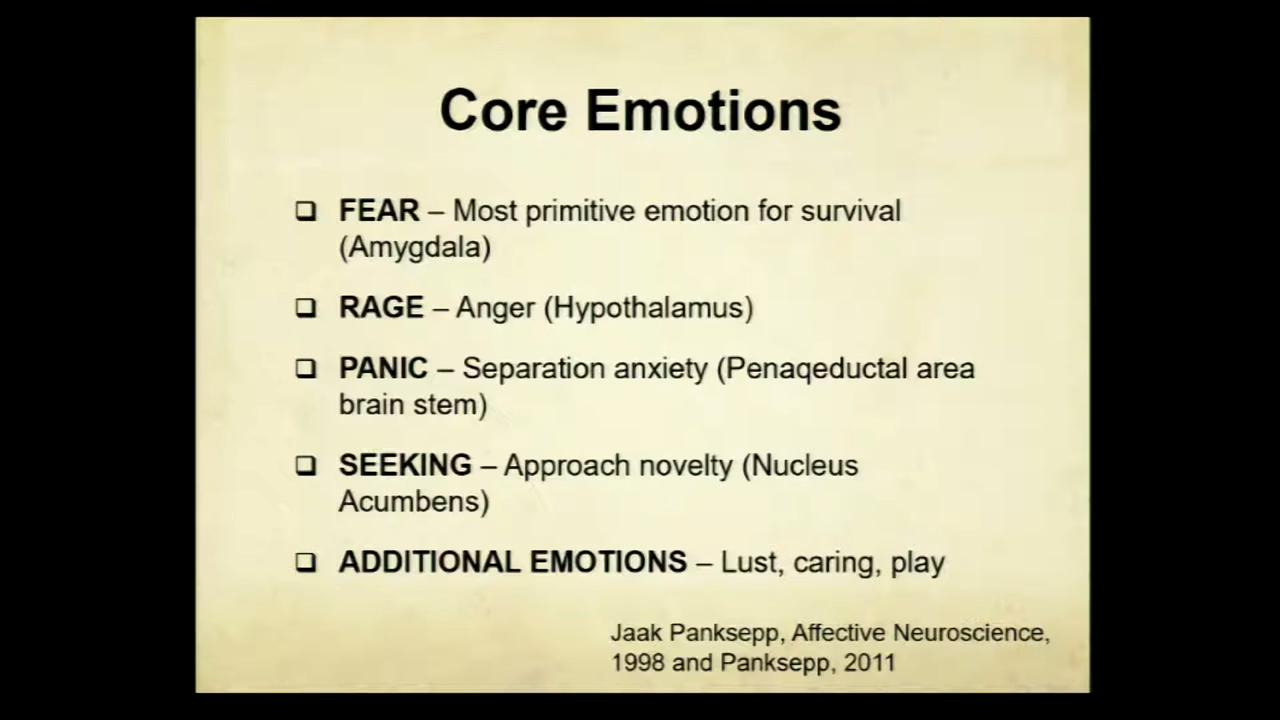 Core Emotions
❑ FEAR – Most primitive emotion for survival
(Amygdala)
❑ RAGE – Anger (Hypothalamus)
❑ PANIC – Separation anxiety (Penaqeductal area
brain stem)
❑ SEEKING – Approach novelty (Nucleus
Acumbens)
❑ ADDITIONAL EMOTIONS – Lust, caring, play
Jaak Panksepp, Affective Neuroscience,
1998 and Panksepp, 2011